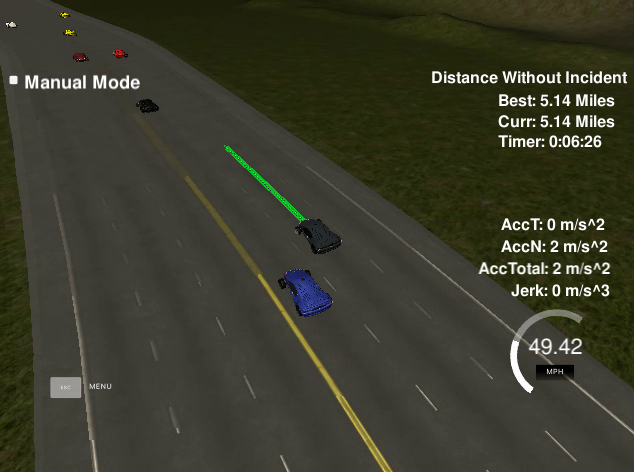 Manual Mode
Distance Without Incident
Best: 5.14 Miles
Curr: 5.14 Miles
Timer: 0:06:26
AccT: 0 m/s^2
AccN: 2 m/s^2
AccTotal: 2 m/s^2
Jerk: 0 m/s^3
49.42
MPH
ESC MENU